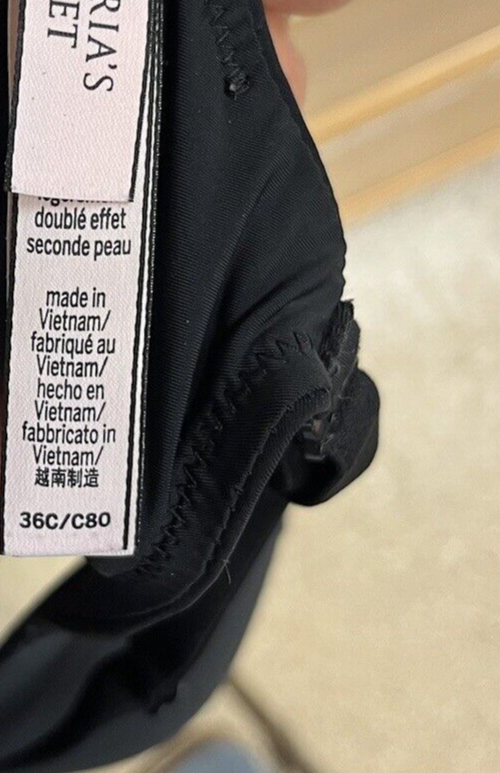 RIA'S
ET
doublé effet
seconde peau
made in
Vietnam/
fabriqué au
Vietnam/
hecho en
Vietnam/
fabbricato in
Vietnam/
越南制造
36C/C80